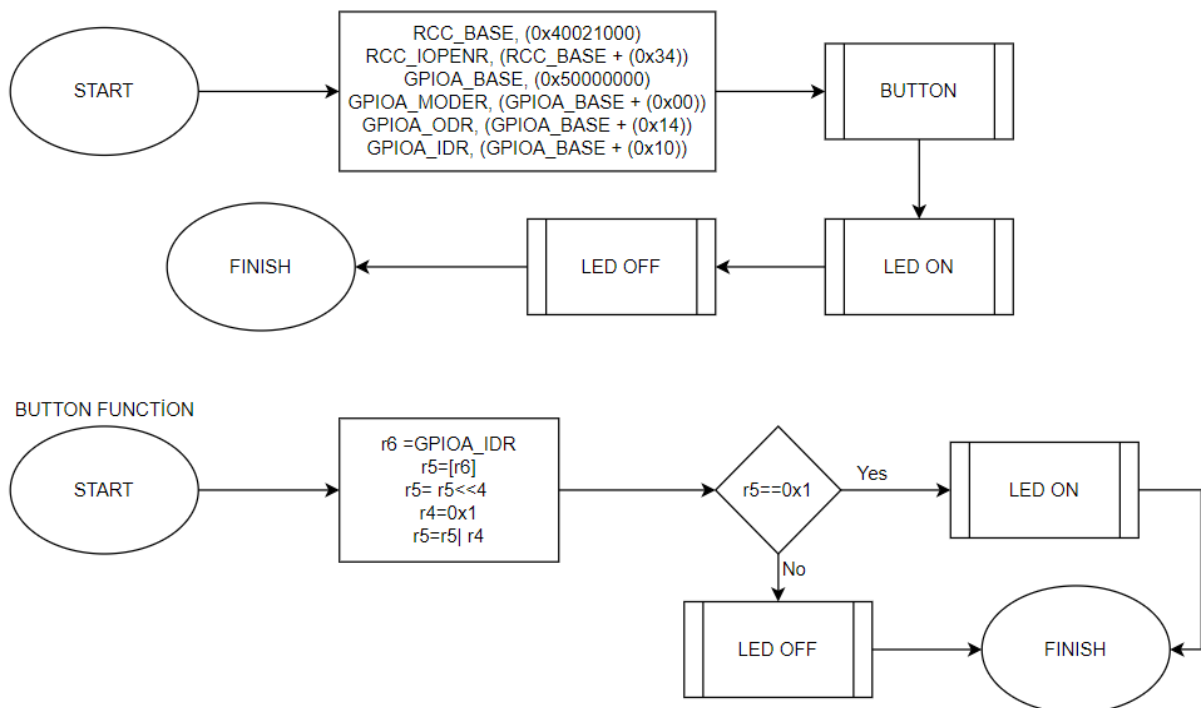 START
RCC_BASE, (0x40021000)
RCC_IOPENR, (RCC_BASE + (0x34))
GPIOA_BASE, (0x50000000)
GPIOA_MODER, (GPIOA_BASE + (0x00))
GPIOA_ODR, (GPIOA_BASE + (0x14))
GPIOA_IDR, (GPIOA_BASE + (0x10))
BUTTON
FINISH
LED OFF
LED ON
BUTTON FUNCTİON
START
r6 =GPIOA_IDR
r5=[r6]
r5= r5<<4
r4=0x1
r5=r5| r4
r5==0x1
Yes
LED ON
No
LED OFF
FINISH